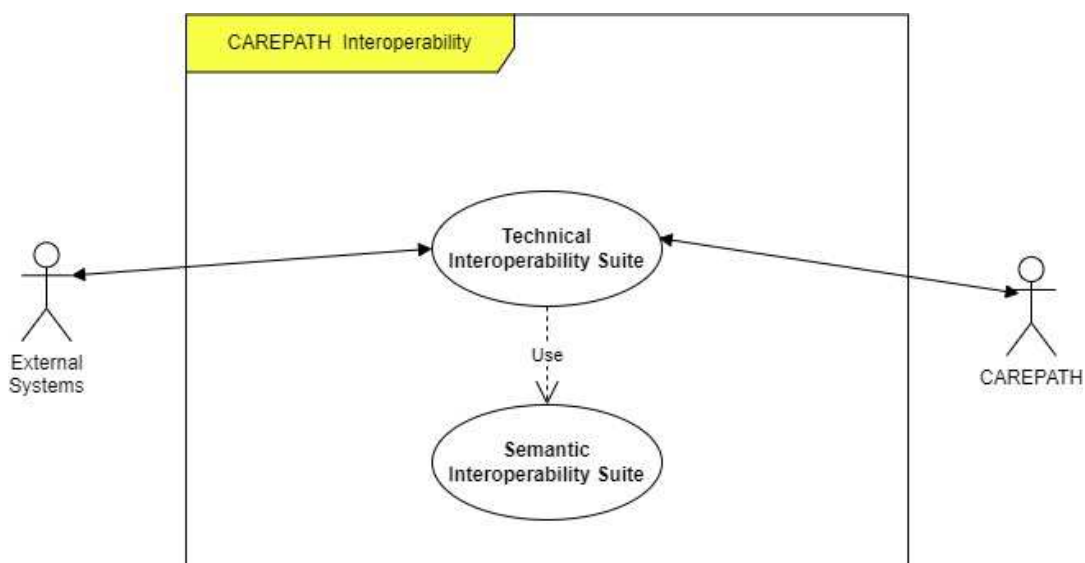 CAREPATH Interoperability
Technical
Interoperability Suite
External
Systems
Use
CAREPATH
Semantic
Interoperability Suite